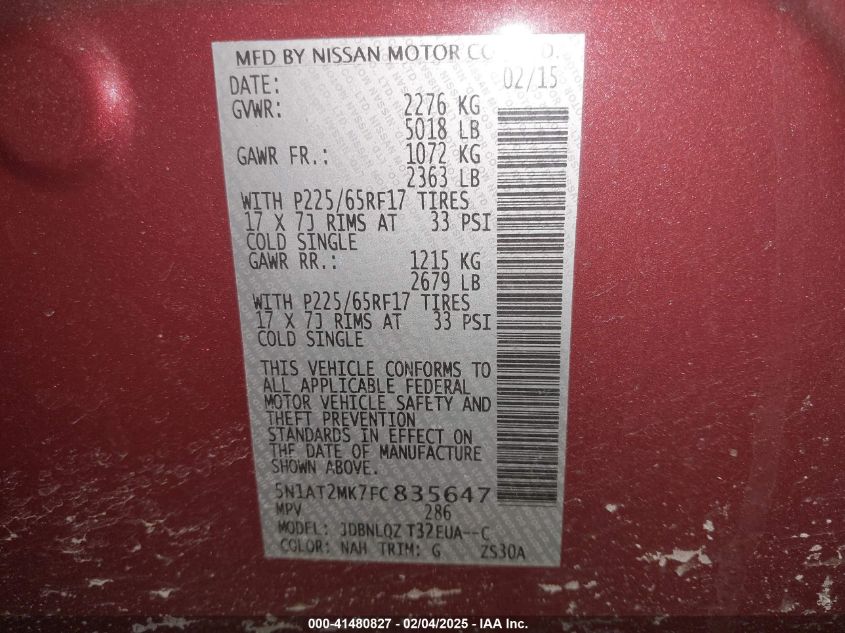 MFD BY NISSAN MOTOR CO
DATE: 02/15
GVWR: 2276 KG
5018 LB
GAWR FR.: 1072 KG
2363 LB
WITH P225/65RF17 TIRES
17 X 7J RIMS AT 33 PSI
COLD SINGLE
GAWR RR.: 1215 KG
2679 LB
WITH P225/65RF17 TIRES
17 X 7J RIMS AT 33 PSI
COLD SINGLE
THIS VEHICLE CONFORMS TO
ALL APPLICABLE FEDERAL
MOTOR VEHICLE SAFETY AND
THEFT PREVENTION
STANDARDS IN EFFECT ON
THE DATE OF MANUFACTURE
SHOWN ABOVE.
5N1AT2MK7FC835647
MPV 286
MODEL: JDBNLQZ T32EUA--C
COLOR: NAH TRIM: G ZS30A
000-41480827 - 02/04/2025 - IAA Inc.